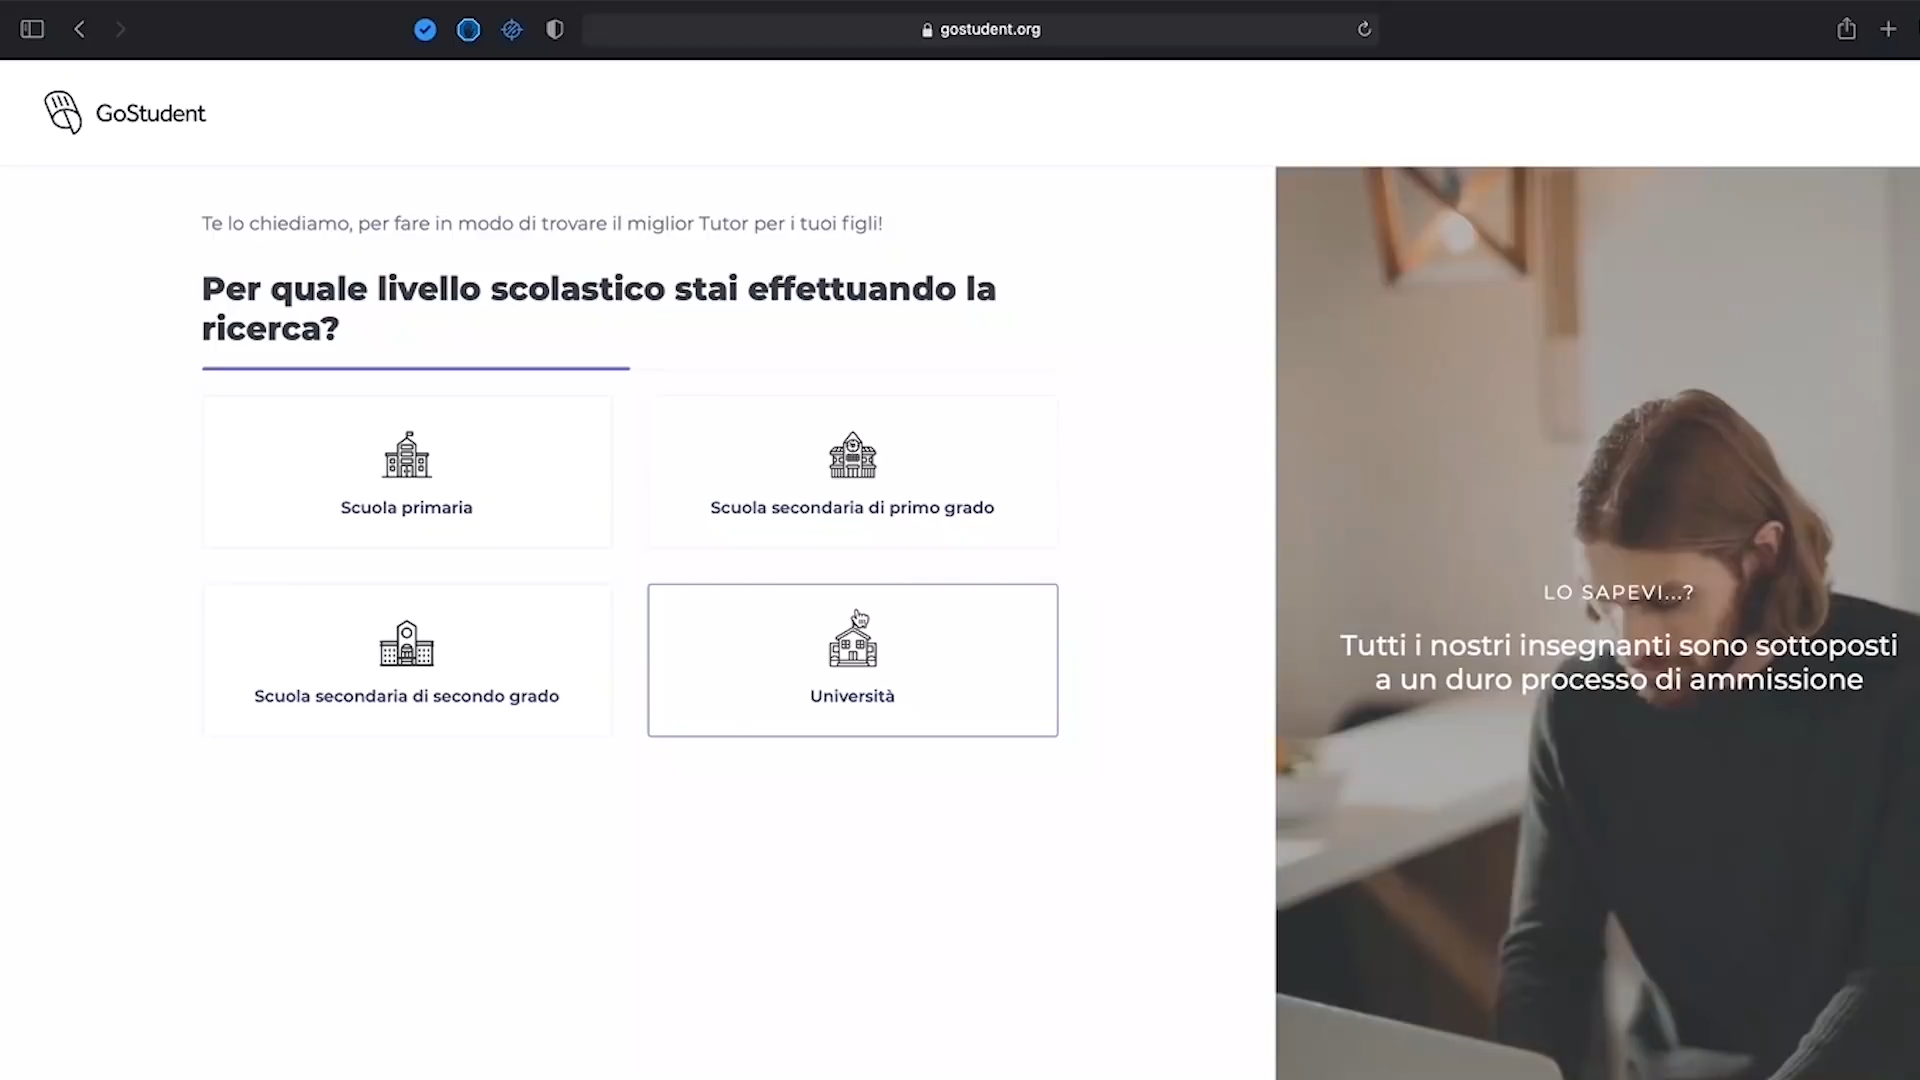 gostudent.org
GoStudent
Te lo chiediamo, per fare in modo di trovare il miglior Tutor per i tuoi figli!
Per quale livello scolastico stai effettuando la
ricerca?
Scuola primaria
Scuola secondaria di primo grado
Scuola secondaria di secondo grado
Università
LO SAPEVI...?
Tutti i nostri insegnanti sono sottoposti
a un duro processo di ammissione